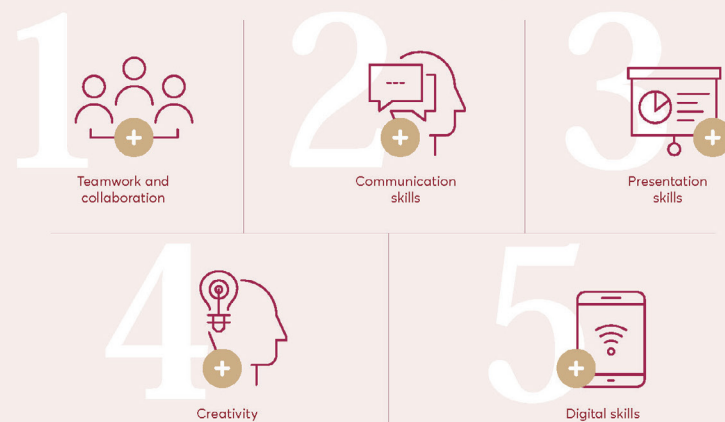 1
Teamwork and
collaboration
2
Communication
skills
3
Presentation
skills
4
Creativity
5
Digital skills